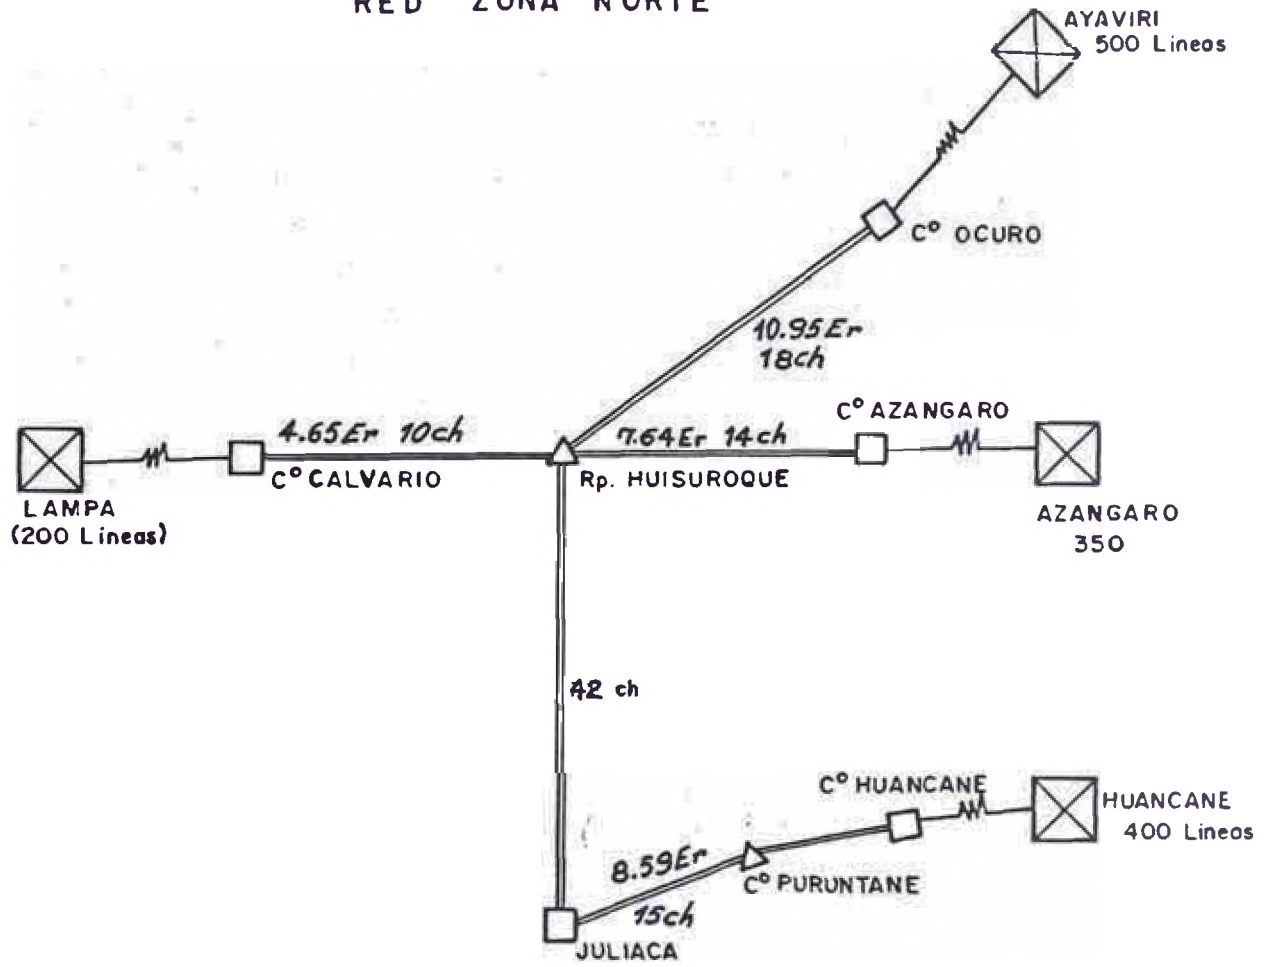 RED ZONA NORTE
AYAVIRI
500 Lineas
C° OCURO
10.95Er
18ch
C° AZANGARO
4.65Er 10ch
7.64Er 14ch
C° CALVARIO
Rp. HUISUROQUE
LAMPA
(200 Lineas)
AZANGARO
350
42 ch
C° HUANCANE
HUANCANE
400 Lineas
8.59Er
C° PURUNTANE
15ch
JULIACA